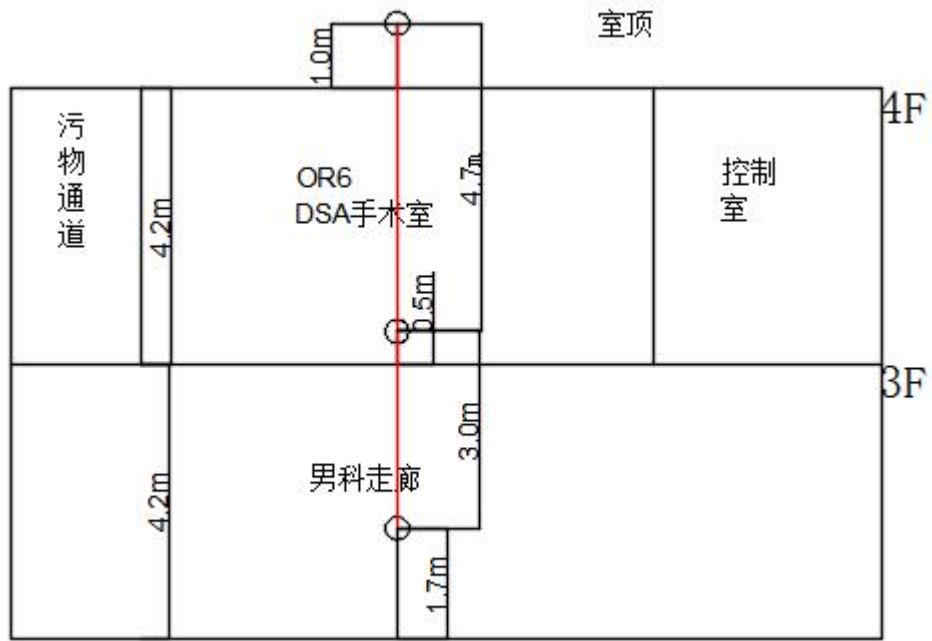 室顶
1.0m
4F
污物通道
OR6
DSA手术室
4.2m
4.7m
控制室
0.5m
3F
3.0m
男科走廊
4.2m
1.7m